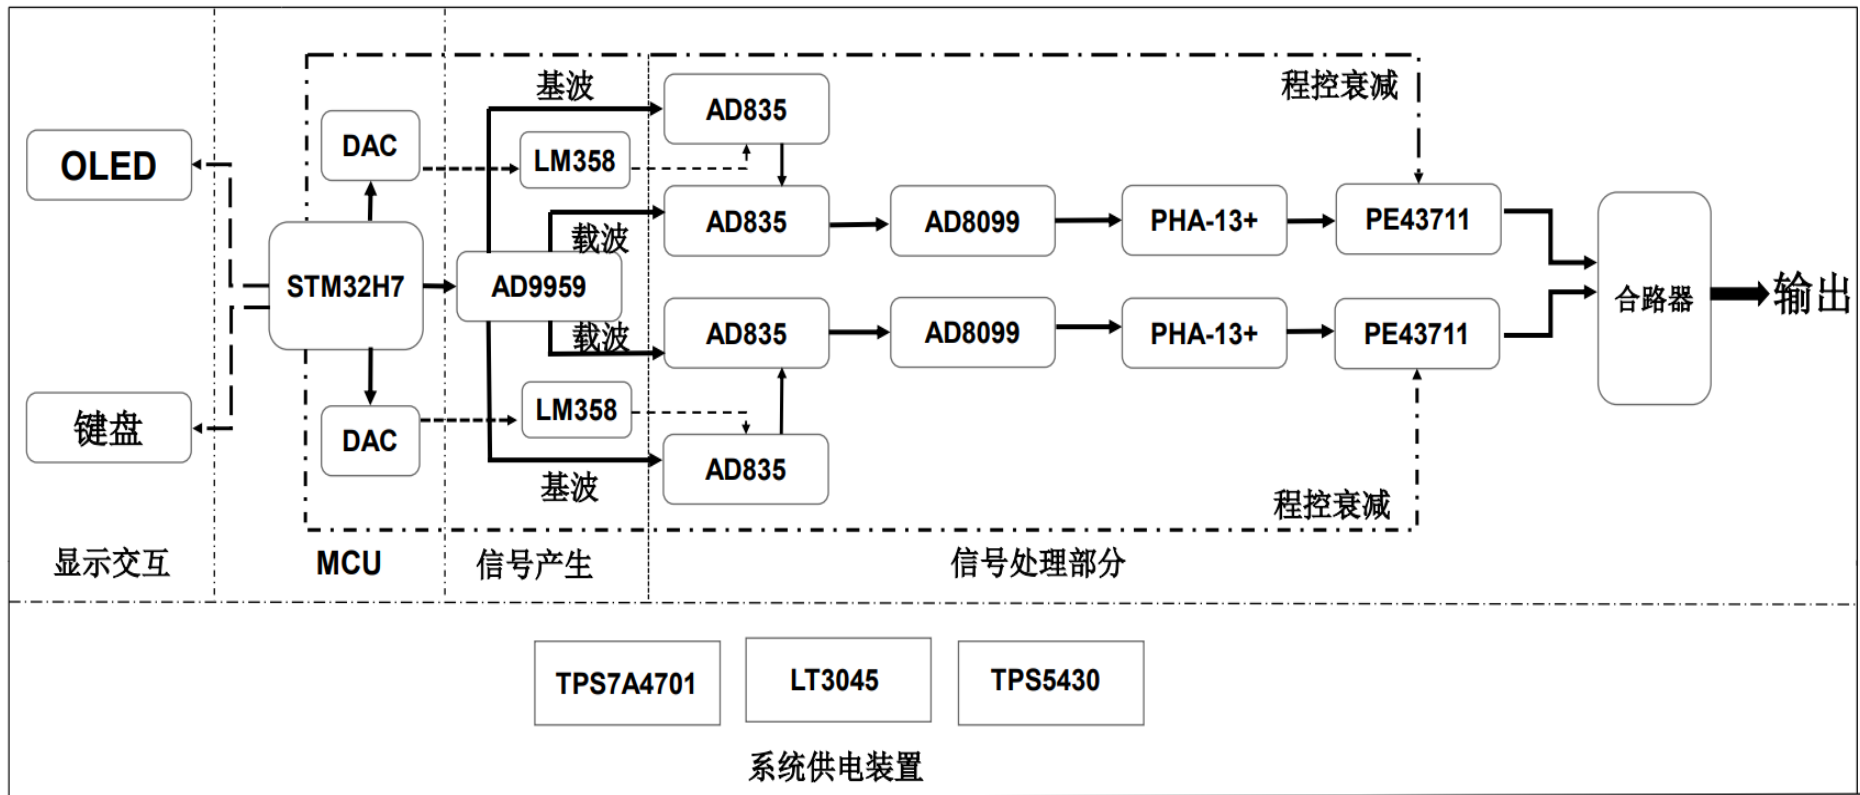 基波
程控衰减
AD835
DAC
LM358
OLED
AD835
AD8099
PHA-13+
PE43711
载波
STM32H7
AD9959
合路器
输出
载波
AD835
AD8099
PHA-13+
PE43711
LM358
键盘
DAC
AD835
基波
程控衰减
显示交互
MCU
信号产生
信号处理部分
TPS7A4701
LT3045
TPS5430
系统供电装置